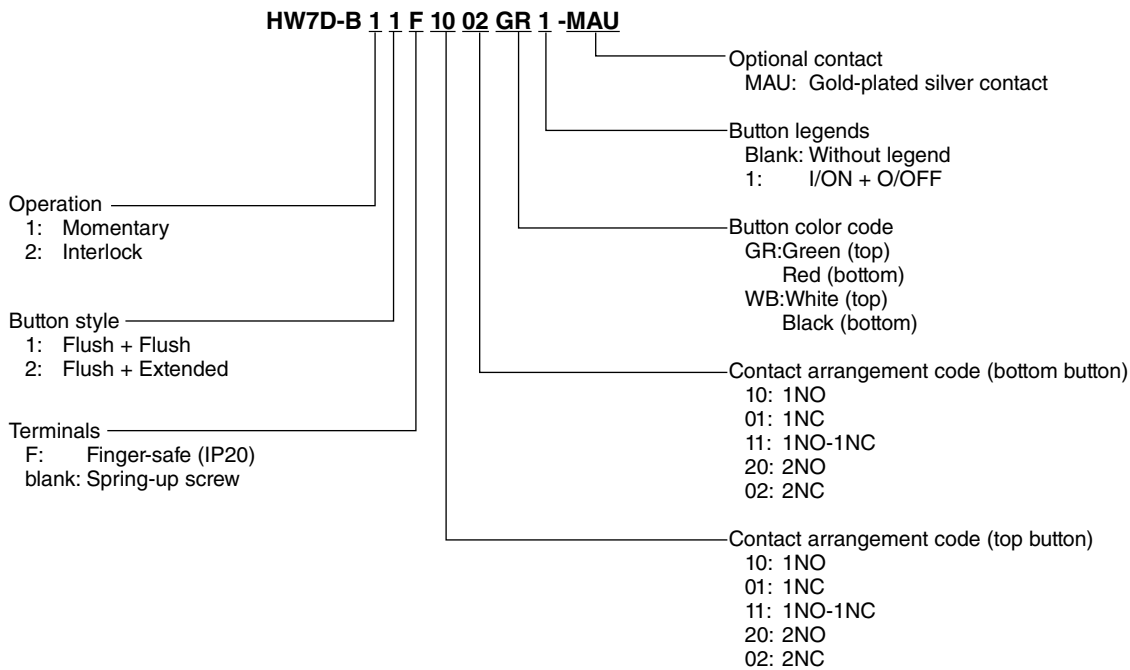 HW7D-B 1 1 F 10 02 GR 1 -MAU
Optional contact
MAU: Gold-plated silver contact
Button legends
Blank: Without legend
1: I/ON + O/OFF
Operation
1: Momentary
2: Interlock
Button color code
GR:Green (top)
Red (bottom)
WB:White (top)
Black (bottom)
Button style
1: Flush + Flush
2: Flush + Extended
Contact arrangement code (bottom button)
10: 1NO
01: 1NC
11: 1NO-1NC
20: 2NO
02: 2NC
Terminals
F: Finger-safe (IP20)
blank: Spring-up screw
Contact arrangement code (top button)
10: 1NO
01: 1NC
11: 1NO-1NC
20: 2NO
02: 2NC